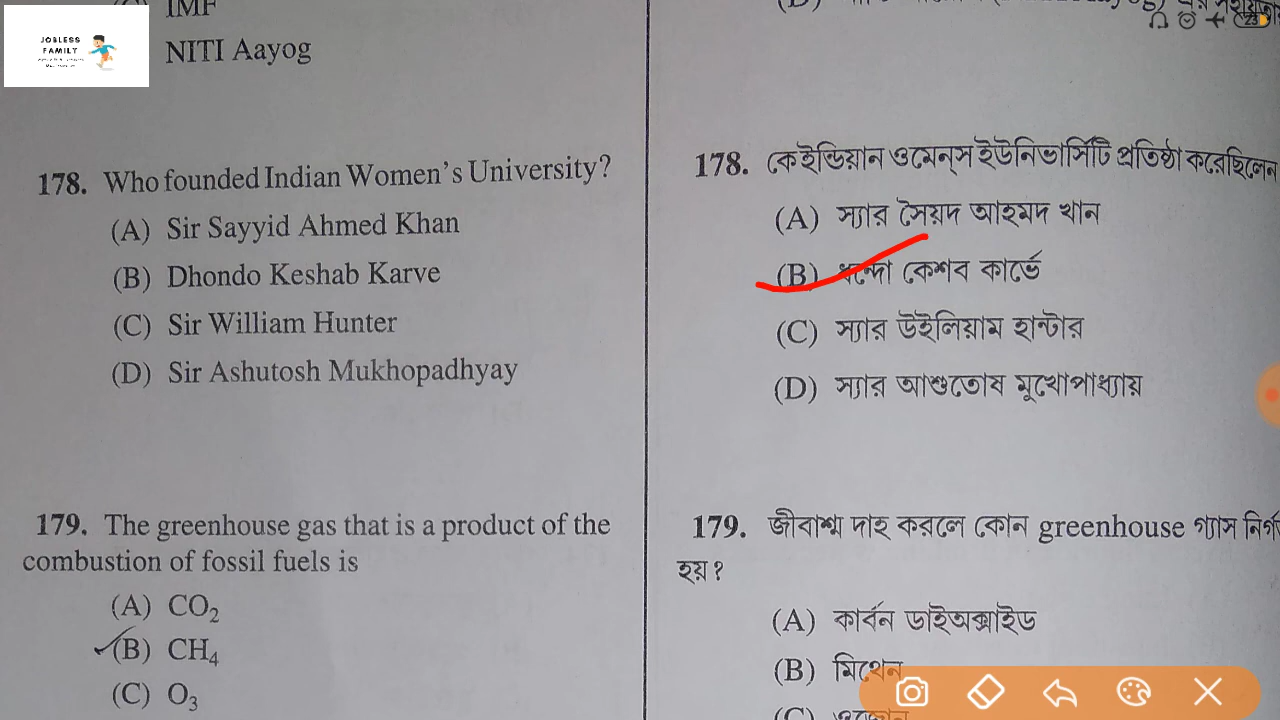 IMF
JOBLESS
FAMILY
NITI Aayog
178. Who founded Indian Women's University?
(A) Sir Sayyid Ahmed Khan
(B) Dhondo Keshab Karve
(C) Sir William Hunter
(D) Sir Ashutosh Mukhopadhyay
179. The greenhouse gas that is a product of the
combustion of fossil fuels is
(A) CO₂
(B) CH₄
(C) O₃
178. কে ইন্ডিয়ান ওমেন্‌স ইউনিভার্সিটি প্রতিষ্ঠা করেছিলেন
(A) স্যার সৈয়দ আহমদ খান
(B) ধন্দো কেশব কার্ভে
(C) স্যার উইলিয়াম হান্টার
(D) স্যার আশুতোষ মুখোপাধ্যায়
179. জীবাশ্ম দাহ করলে কোন greenhouse গ্যাস
হয় ?
(A) কার্বন ডাইঅক্সাইড
(B) মিথেন
(C)